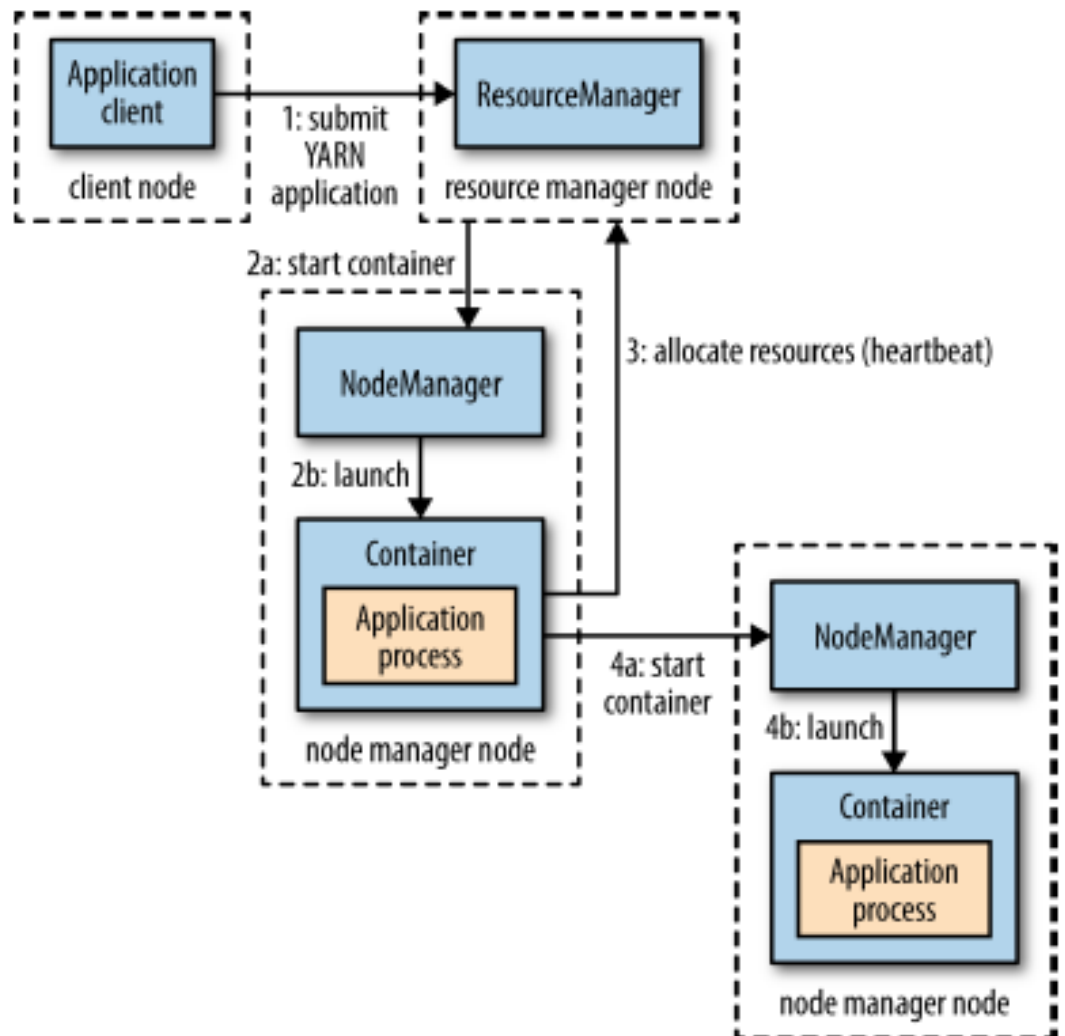 Application
client
client node
1: submit
YARN
application
ResourceManager
resource manager node
2a: start container
NodeManager
2b: launch
Container
Application
process
node manager node
3: allocate resources (heartbeat)
4a: start
container
NodeManager
4b: launch
Container
Application
process
node manager node